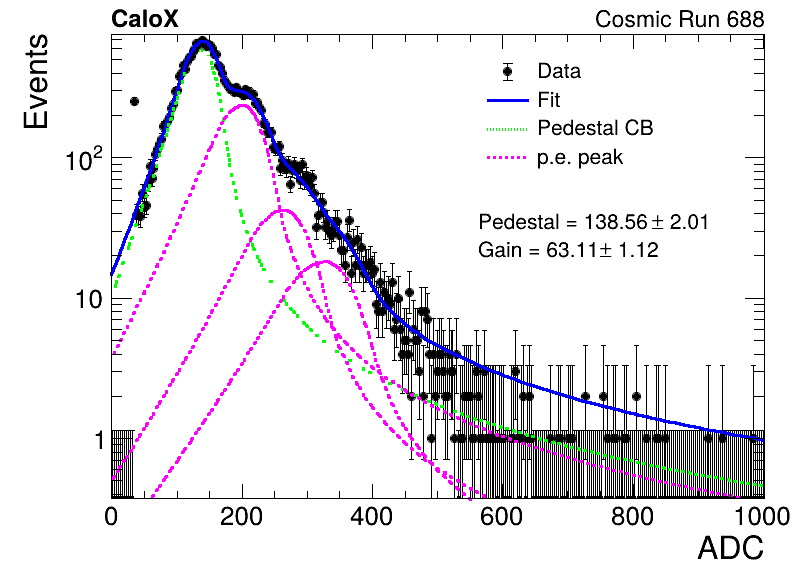 CaloX Cosmic Run 688
Events
Data
Fit
Pedestal CB
p.e. peak
Pedestal = 138.56 ± 2.01
Gain = 63.11 ± 1.12
10²
10
1
0 200 400 600 800 1000
ADC